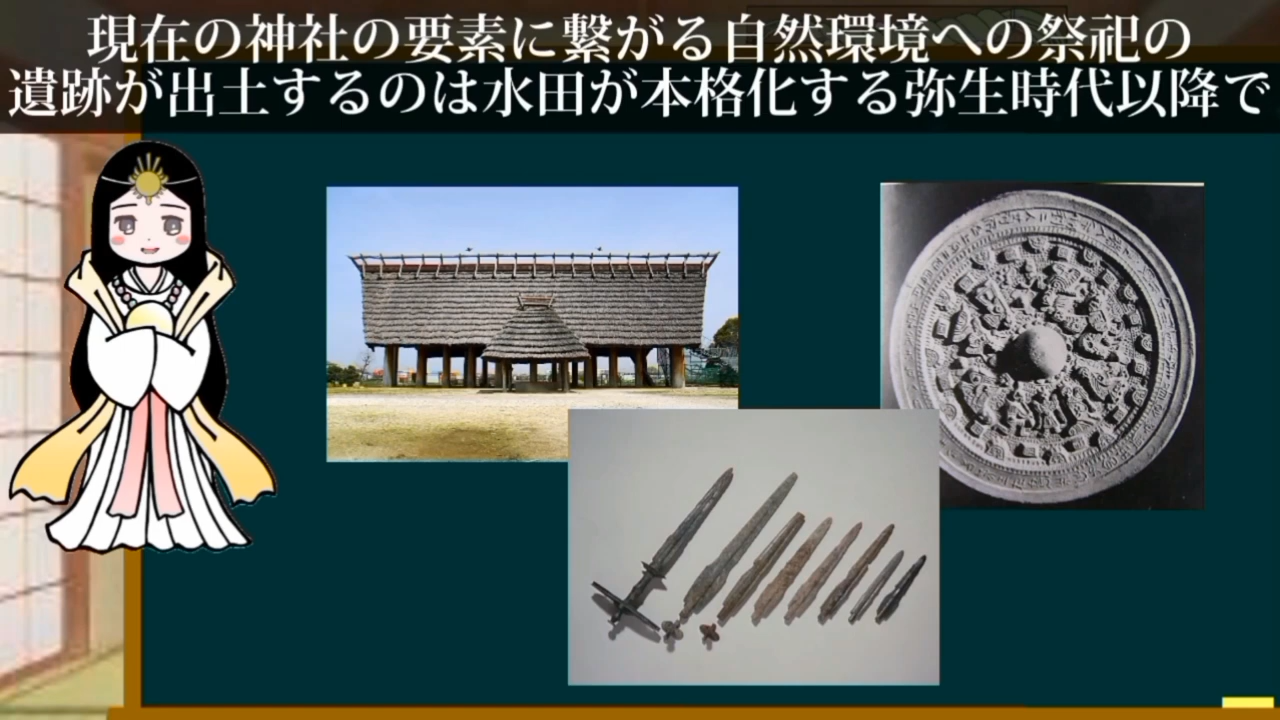 現在の神社の要素に繋がる自然環境への祭祀の
遺跡が出土するのは水田が本格化する弥生時代以降で